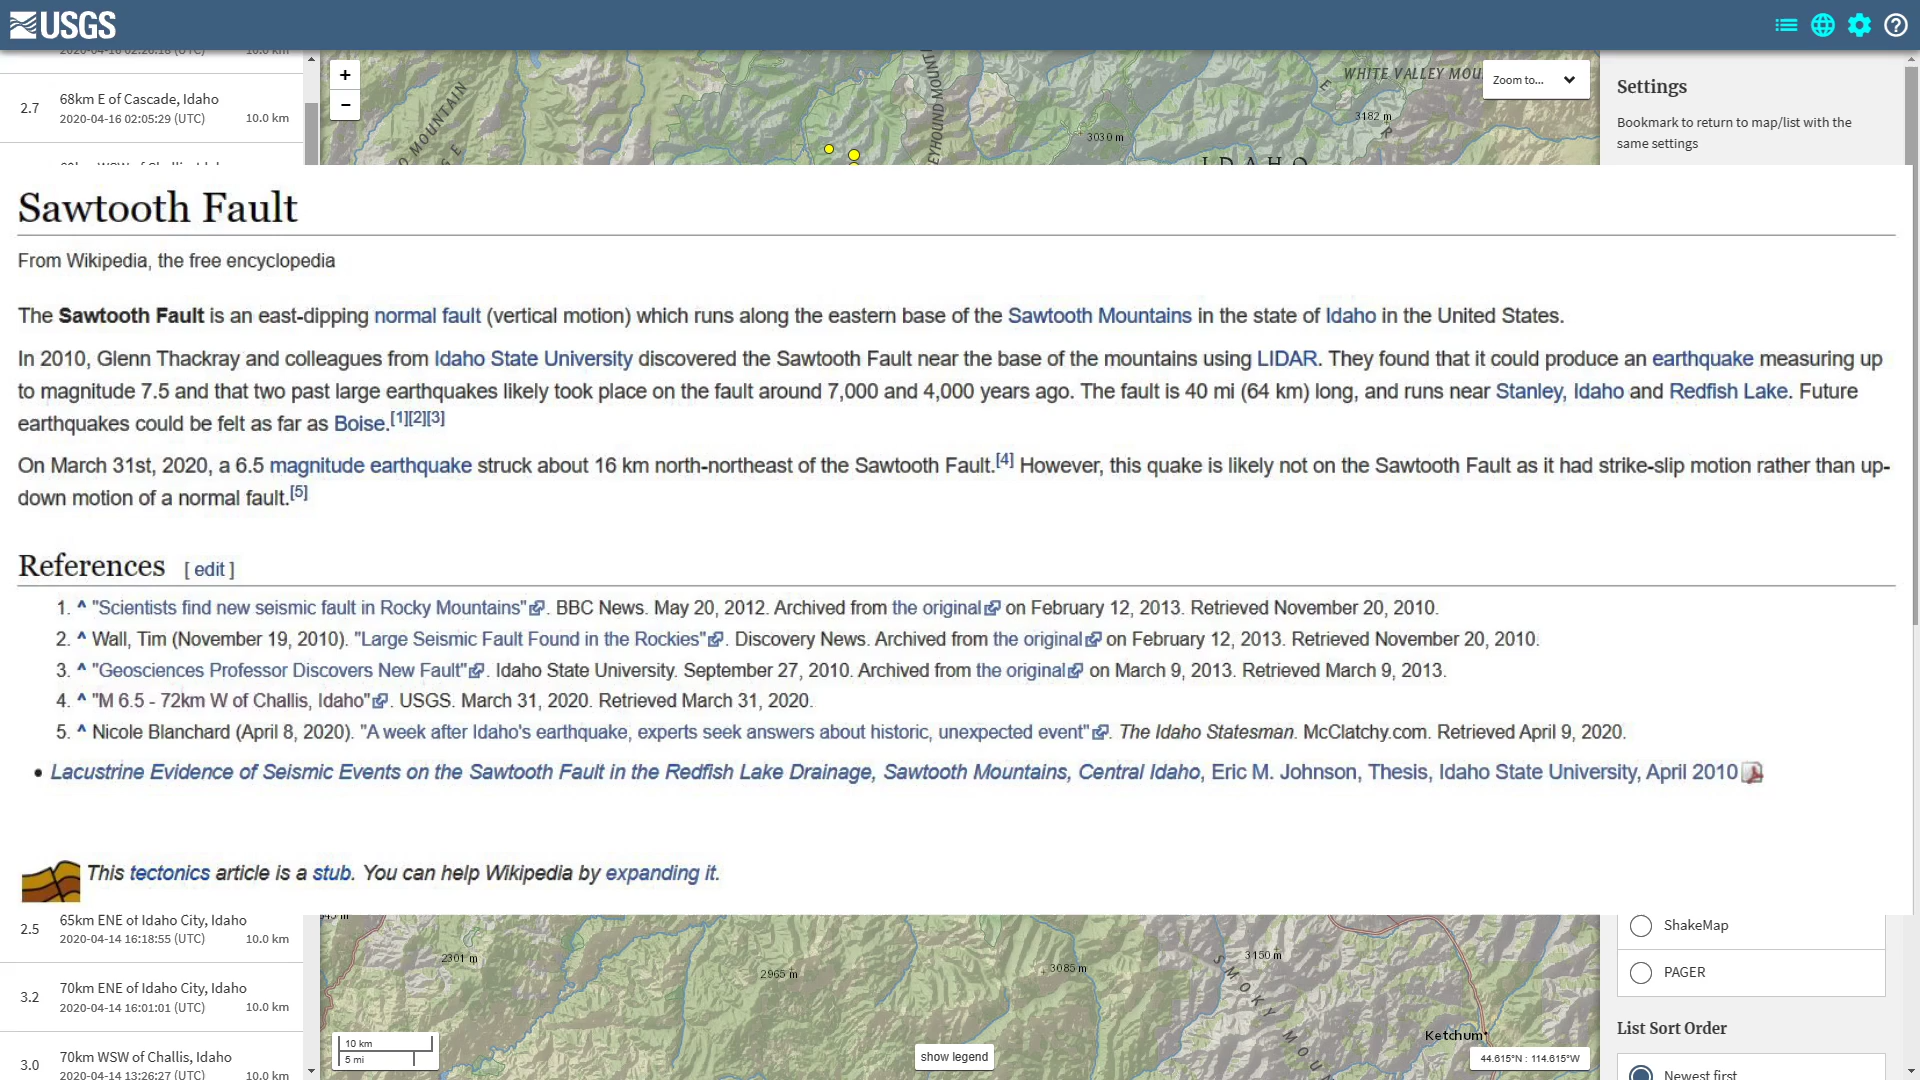 USGS
2020-04-16 02:26:18 (UTC) 10.0 km
2.7 68km E of Cascade, Idaho
2020-04-16 02:05:29 (UTC) 10.0 km
+
−
WHITE VALLEY MOU
Zoom to...
3182 m
3030 m
IDAHO
Settings
Bookmark to return to map/list with the
same settings
Sawtooth Fault
From Wikipedia, the free encyclopedia
The Sawtooth Fault is an east-dipping normal fault (vertical motion) which runs along the eastern base of the Sawtooth Mountains in the state of Idaho in the United States.
In 2010, Glenn Thackray and colleagues from Idaho State University discovered the Sawtooth Fault near the base of the mountains using LIDAR. They found that it could produce an earthquake measuring up
to magnitude 7.5 and that two past large earthquakes likely took place on the fault around 7,000 and 4,000 years ago. The fault is 40 mi (64 km) long, and runs near Stanley, Idaho and Redfish Lake. Future
earthquakes could be felt as far as Boise.[1][2][3]
On March 31st, 2020, a 6.5 magnitude earthquake struck about 16 km north-northeast of the Sawtooth Fault.[4] However, this quake is likely not on the Sawtooth Fault as it had strike-slip motion rather than up-
down motion of a normal fault.[5]
References [ edit ]
1. ^ "Scientists find new seismic fault in Rocky Mountains". BBC News. May 20, 2012. Archived from the original on February 12, 2013. Retrieved November 20, 2010.
2. ^ Wall, Tim (November 19, 2010). "Large Seismic Fault Found in the Rockies". Discovery News. Archived from the original on February 12, 2013. Retrieved November 20, 2010.
3. ^ "Geosciences Professor Discovers New Fault". Idaho State University. September 27, 2010. Archived from the original on March 9, 2013. Retrieved March 9, 2013.
4. ^ "M 6.5 - 72km W of Challis, Idaho". USGS. March 31, 2020. Retrieved March 31, 2020.
5. ^ Nicole Blanchard (April 8, 2020). "A week after Idaho's earthquake, experts seek answers about historic, unexpected event". The Idaho Statesman. McClatchy.com. Retrieved April 9, 2020.
• Lacustrine Evidence of Seismic Events on the Sawtooth Fault in the Redfish Lake Drainage, Sawtooth Mountains, Central Idaho, Eric M. Johnson, Thesis, Idaho State University, April 2010
This tectonics article is a stub. You can help Wikipedia by expanding it.
2.5 65km ENE of Idaho City, Idaho
2020-04-14 16:18:55 (UTC) 10.0 km
3.2 70km ENE of Idaho City, Idaho
2020-04-14 16:01:01 (UTC) 10.0 km
3.0 70km WSW of Challis, Idaho
2020-04-14 13:26:27 (UTC) 10.0 km
2301 m
2965 m
3085 m
3150 m
SMOKY MOUN
Ketchum
10 km
5 mi
show legend
44.615°N : 114.615°W
ShakeMap
PAGER
List Sort Order
Newest first